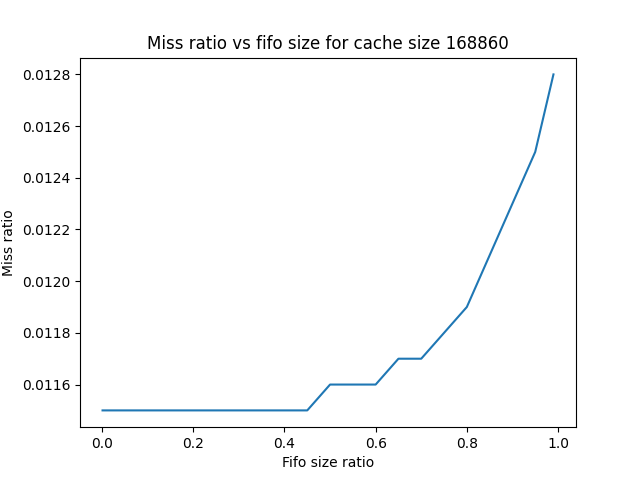 Miss ratio vs fifo size for cache size 168860
0.0128
0.0126
0.0124
0.0122
0.0120
0.0118
0.0116
Miss ratio
0.0 0.2 0.4 0.6 0.8 1.0
Fifo size ratio